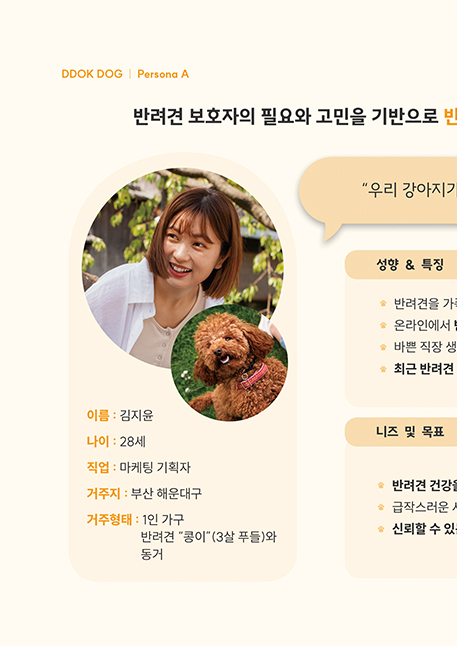 DDOK DOG | Persona A
반려견 보호자의 필요와 고민을 기반으로
“우리 강아지가
성향 & 특징
반려견을
온라인에서
바쁜 직장
최근 반려견
니즈 및 목표
반려견 건강을
급작스러운
신뢰할 수
이름 : 김지윤
나이 : 28세
직업 : 마케팅 기획자
거주지 : 부산 해운대구
거주형태 : 1인 가구
반려견 “콩이”(3살 푸들)와
동거